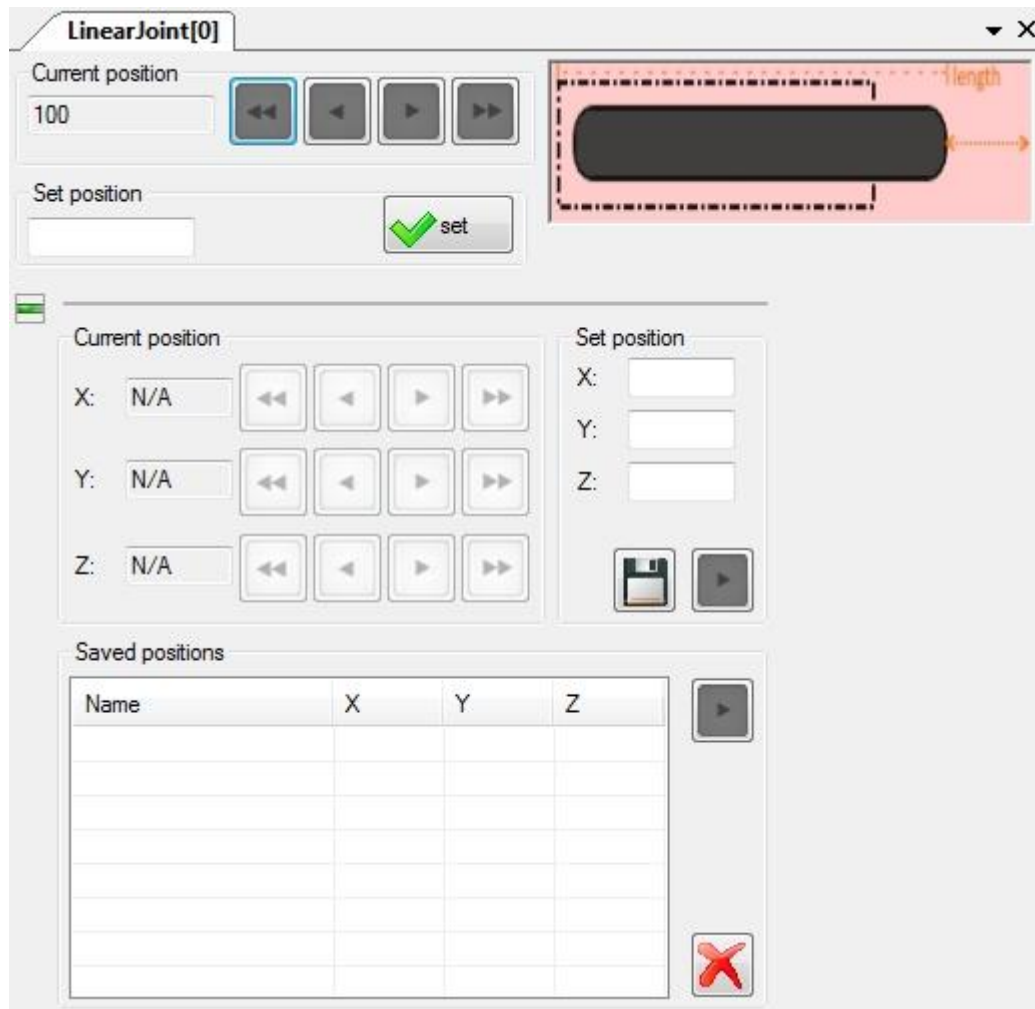 LinearJoint[0]
Current position
100
length
Set position
set
Current position
X: N/A
Y: N/A
Z: N/A
Set position
X:
Y:
Z:
Saved positions
Name X Y Z